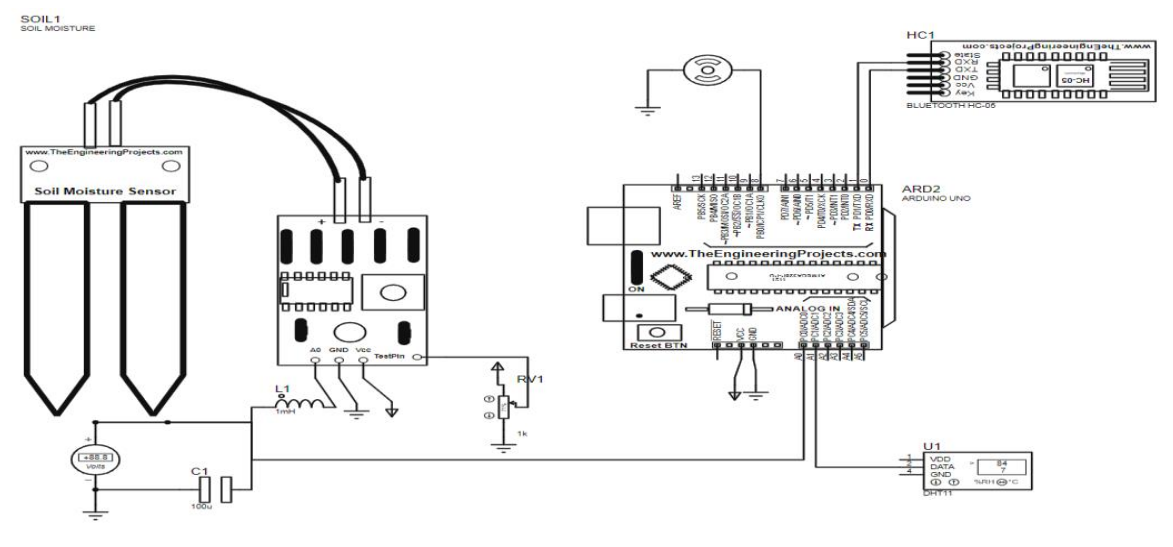 SOIL1
SOIL MOISTURE
www.TheEngineeringProjects.com
Soil Moisture Sensor
+
-
A0 GND Vcc TestPin
L1
1mH
RV1
1k
+88.8
Volts
C1
100u
HC1
www.TheEngineeringProjects.com
State
RXD
TXD
GND
Vcc
Key
HC-05
BLUETOOTH HC-05
ARD2
ARDUINO UNO
AREF
13
12
11
10
9
8
7
6
5
4
3
2
1
0
PB5/SCK
PB4/MISO
~PB3/MOSI/OC2A
~PB2/SS/OC1B
~PB1/OC1A
PB0/ICP1/CLKO
PD7/AIN1
~PD6/AIN0
~PD5/T1
PD4/T0/XCK
~PD3/INT1
PD2/INT0
TX PD1/TXD
RX PD0/RXD
www.TheEngineeringProjects.com
ON
ANALOG IN
Reset BTN
RESET
VCC
GND
PC0/ADC0
PC1/ADC1
PC2/ADC2
PC3/ADC3
PC4/ADC4/SDA
PC5/ADC5/SCL
A0
A1
A2
A3
A4
A5
U1
1
2
4
VDD
DATA
GND
84
7
%RH
°C
DHT11